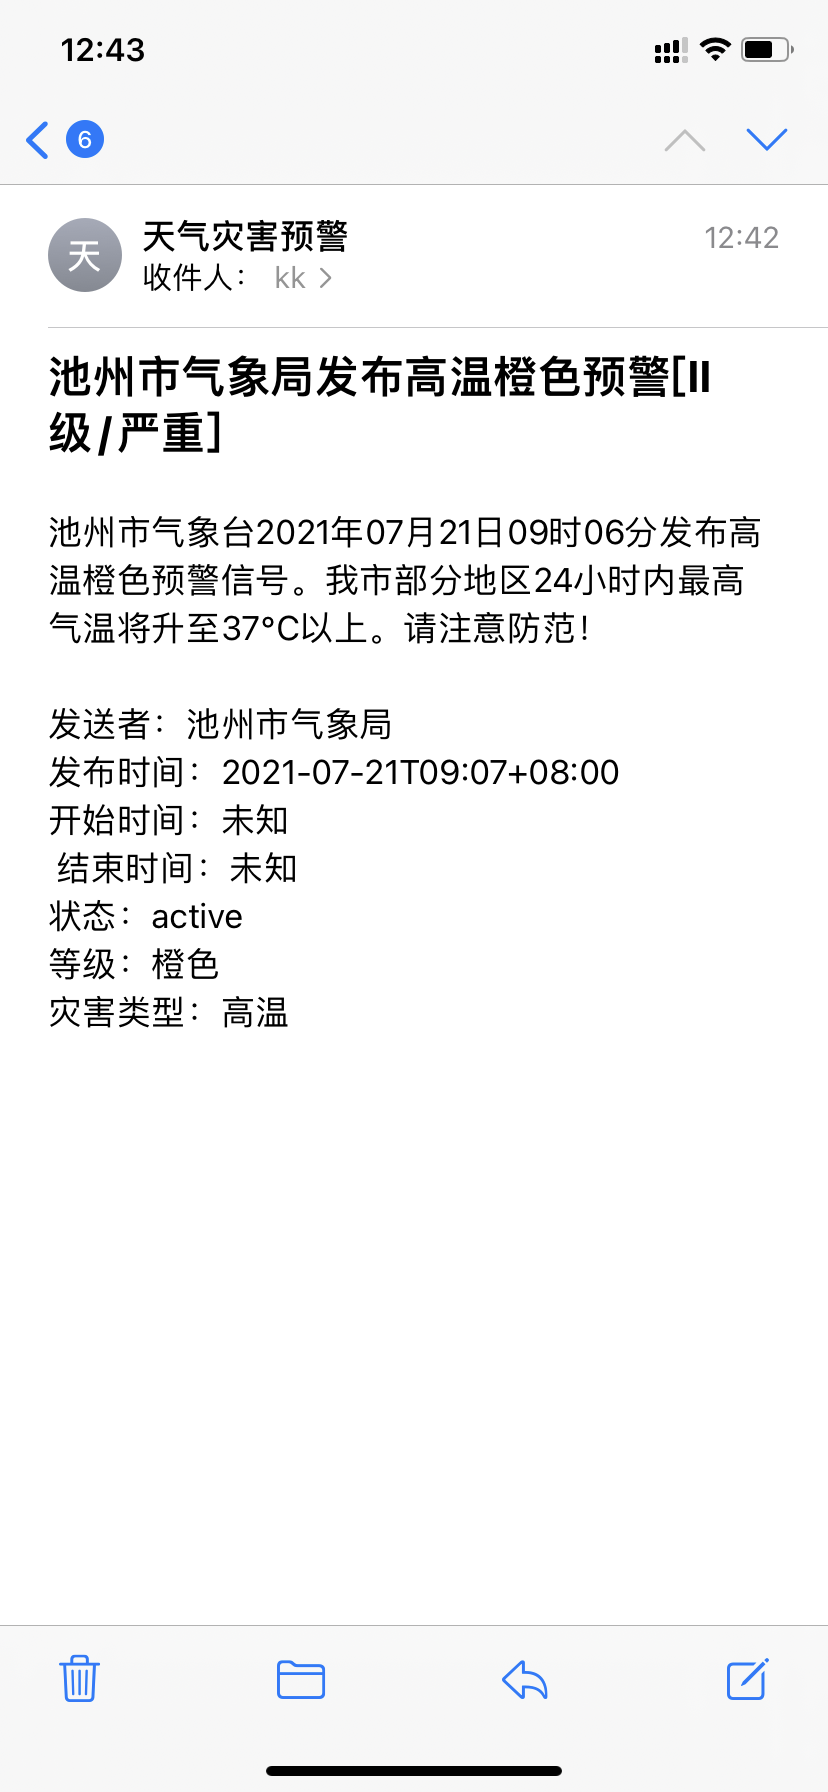 12:43
6
天
天气灾害预警
12:42
收件人： kk
池州市气象局发布高温橙色预警[II
级/严重]
池州市气象台2021年07月21日09时06分发布高
温橙色预警信号。我市部分地区24小时内最高
气温将升至37°C以上。请注意防范！
发送者：池州市气象局
发布时间：2021-07-21T09:07+08:00
开始时间：未知
结束时间：未知
状态：active
等级：橙色
灾害类型：高温